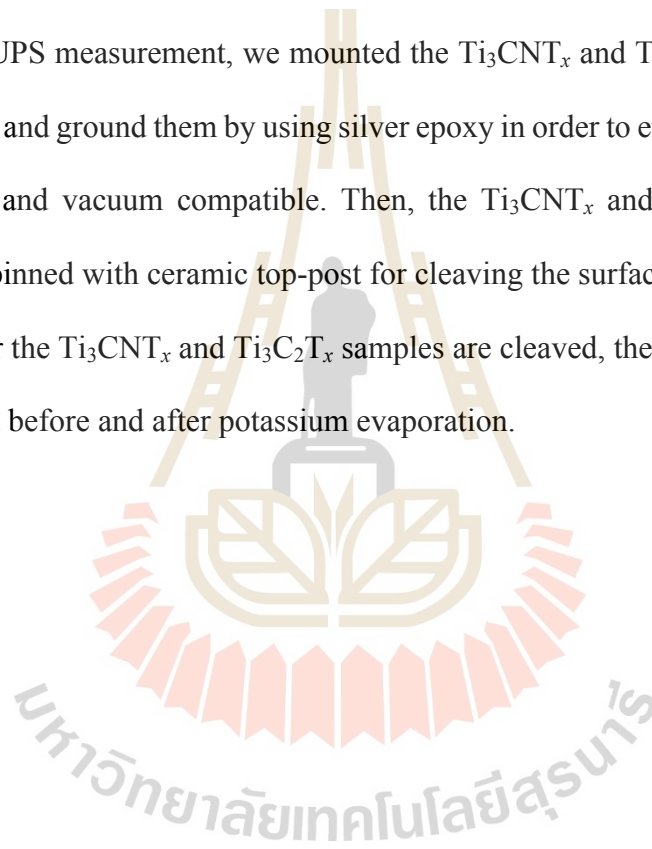 UPS measurement, we mounted the Ti₃CNTₓ and T
and ground them by using silver epoxy in order to e
and vacuum compatible. Then, the Ti₃CNTₓ and
pinned with ceramic top-post for cleaving the surfac
r the Ti₃CNTₓ and Ti₃C₂Tₓ samples are cleaved, the
before and after potassium evaporation.
มหาวิทยาลัยเทคโนโลยีสุรนารี